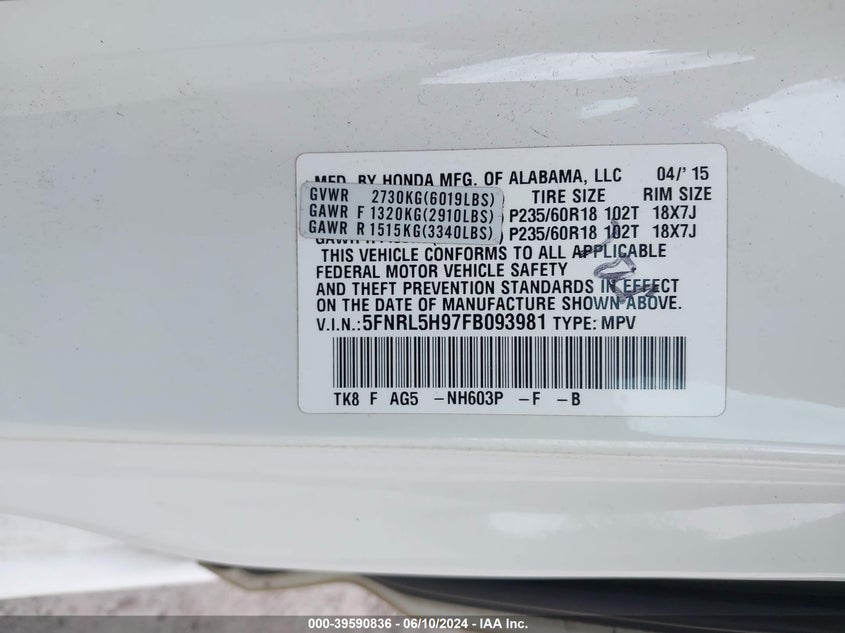 MFD. BY HONDA MFG. OF ALABAMA, LLC 04/'15
GVWR 2730KG(6019LBS) TIRE SIZE RIM SIZE
GAWR F 1320KG(2910LBS) P235/60R18 102T 18X7J
GAWR R 1515KG(3340LBS) P235/60R18 102T 18X7J
THIS VEHICLE CONFORMS TO ALL APPLICABLE
FEDERAL MOTOR VEHICLE SAFETY
AND THEFT PREVENTION STANDARDS IN EFFECT
ON THE DATE OF MANUFACTURE SHOWN ABOVE.
V.I.N.:5FNRL5H97FB093981 TYPE: MPV
TK8 F AG5 -NH603P -F -B
000-39590836 - 06/10/2024 - IAA Inc.